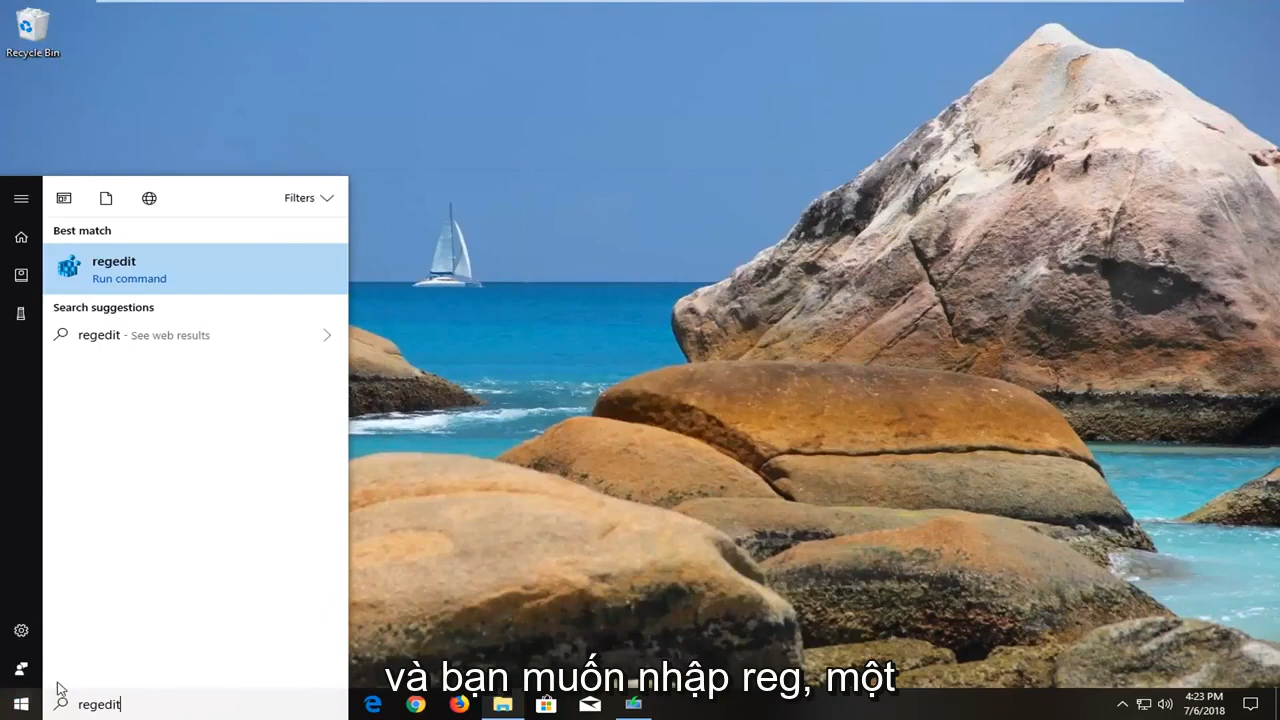 Recycle Bin
Filters
Best match
regedit
Run command
Search suggestions
regedit - See web results
và bạn muốn nhập reg, một
regedit
4:23 PM
7/6/2018